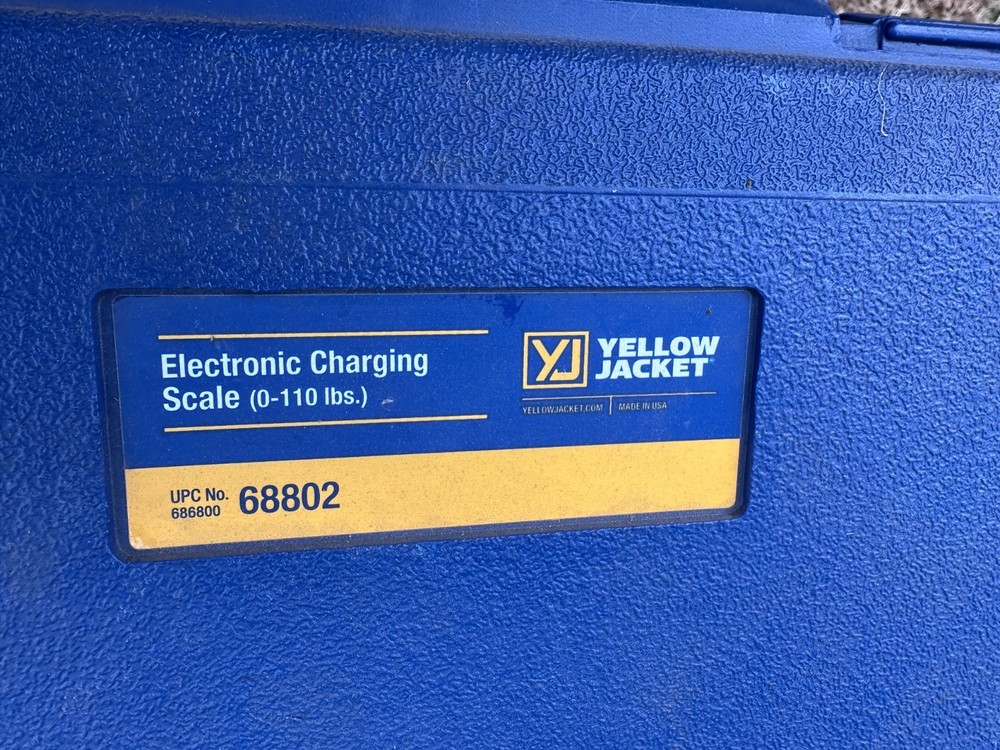 Electronic Charging
Scale (0-110 lbs.)
YJ YELLOW
JACKET
YELLOWJACKET.COM | MADE IN USA
UPC No. 68802
686800